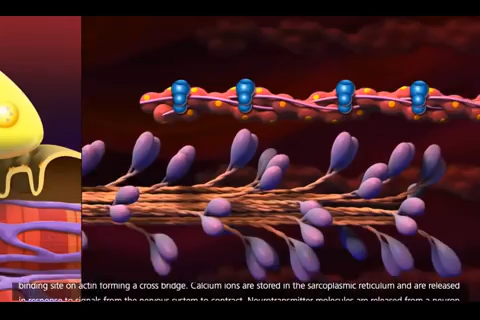 binding site on actin forming a cross bridge. Calcium ions are stored in the sarcoplasmic reticulum and are released
in response to signals from the nervous system to contract. Neurotransmitter molecules are released from a neuron